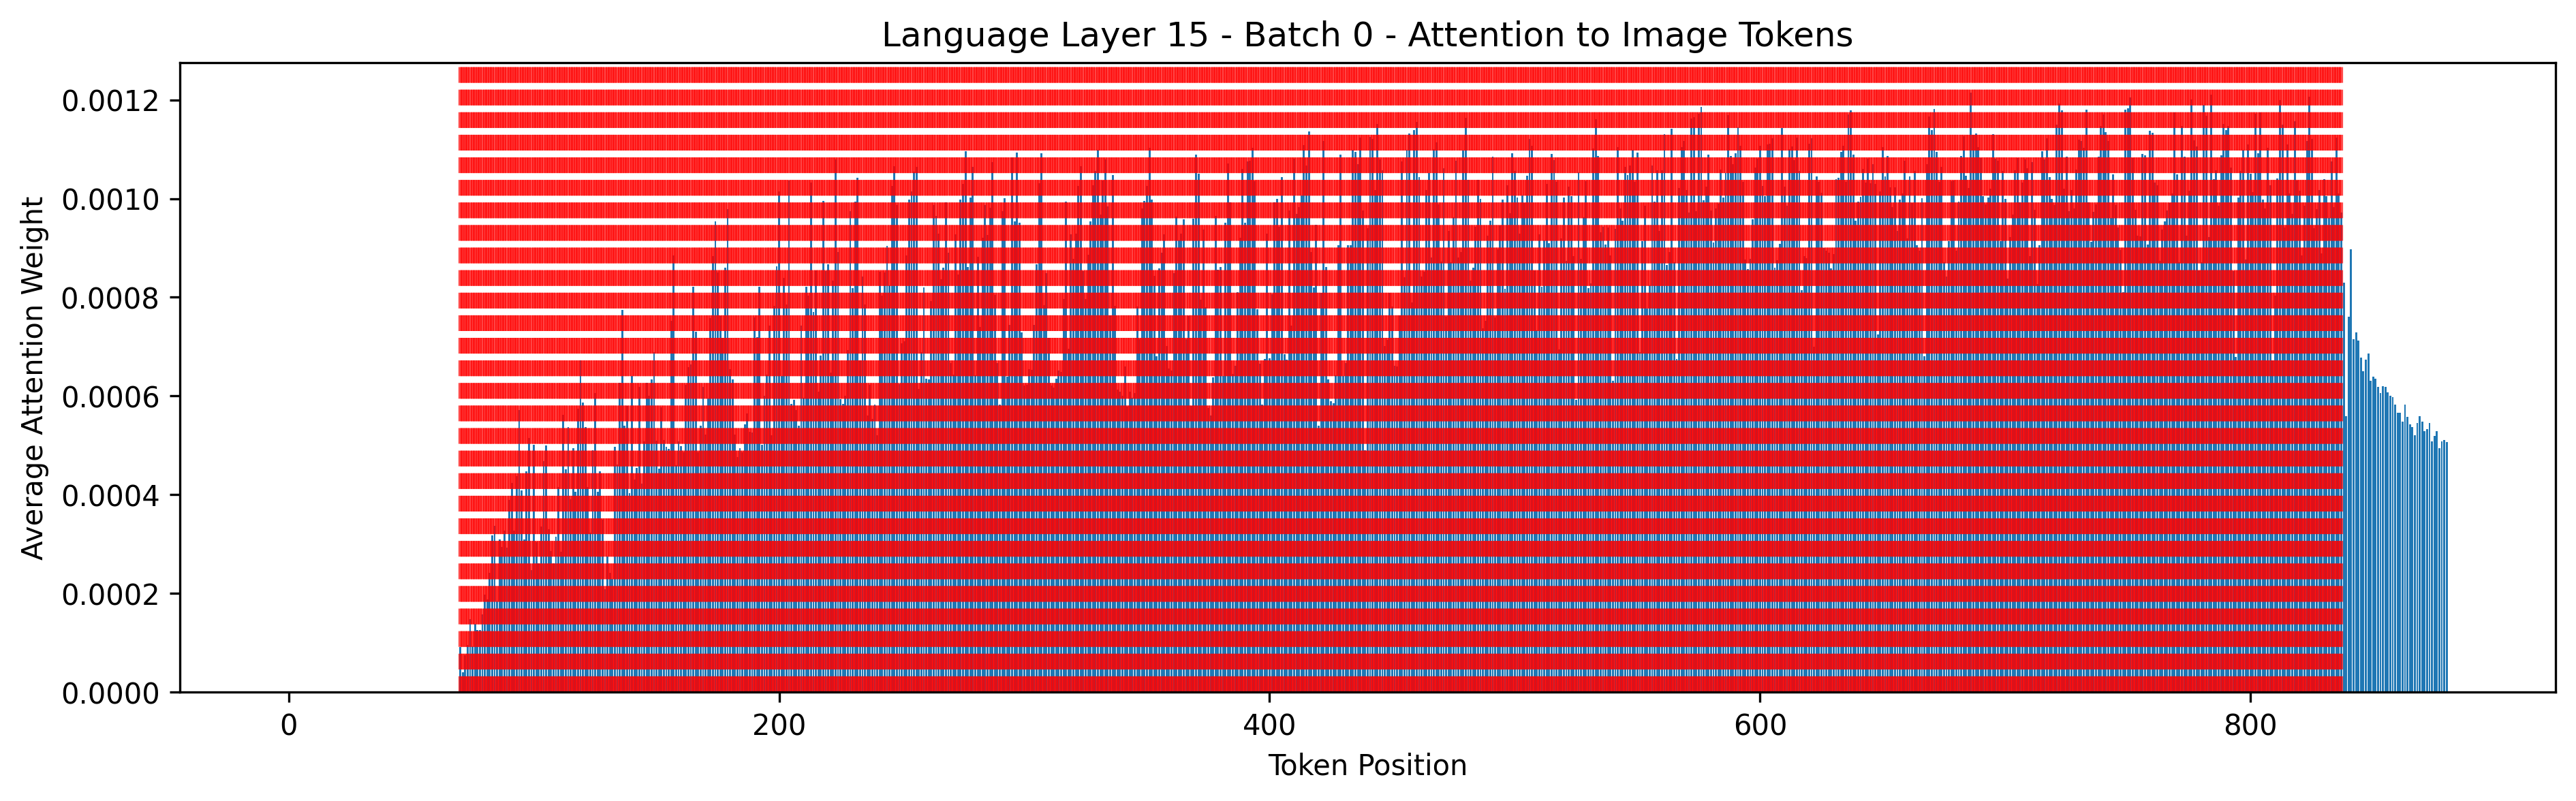 Language Layer 15 - Batch 0 - Attention to Image Tokens
Average Attention Weight
0.0012
0.0010
0.0008
0.0006
0.0004
0.0002
0.0000
0 200 400 600 800
Token Position